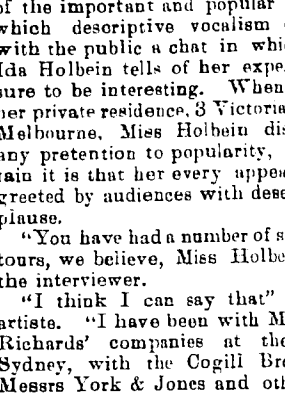 of the important and popular
which descriptive vocalism
with the public a chat in whi
Ida Holbein tells of her expe
sure to be interesting. When
her private residence, 3 Victoria
Melbourne, Miss Holbein dis
any pretention to popularity,
tain it is that her every appea
greeted by audiences with dese
plause.
"You have had a number of s
tours, we believe, Miss Holbe
the interviewer.
"I think I can say that"
artiste. "I have been with M
Richards' companies at the
Sydney, with the Cogill Bro
Messrs York & Jones and oth